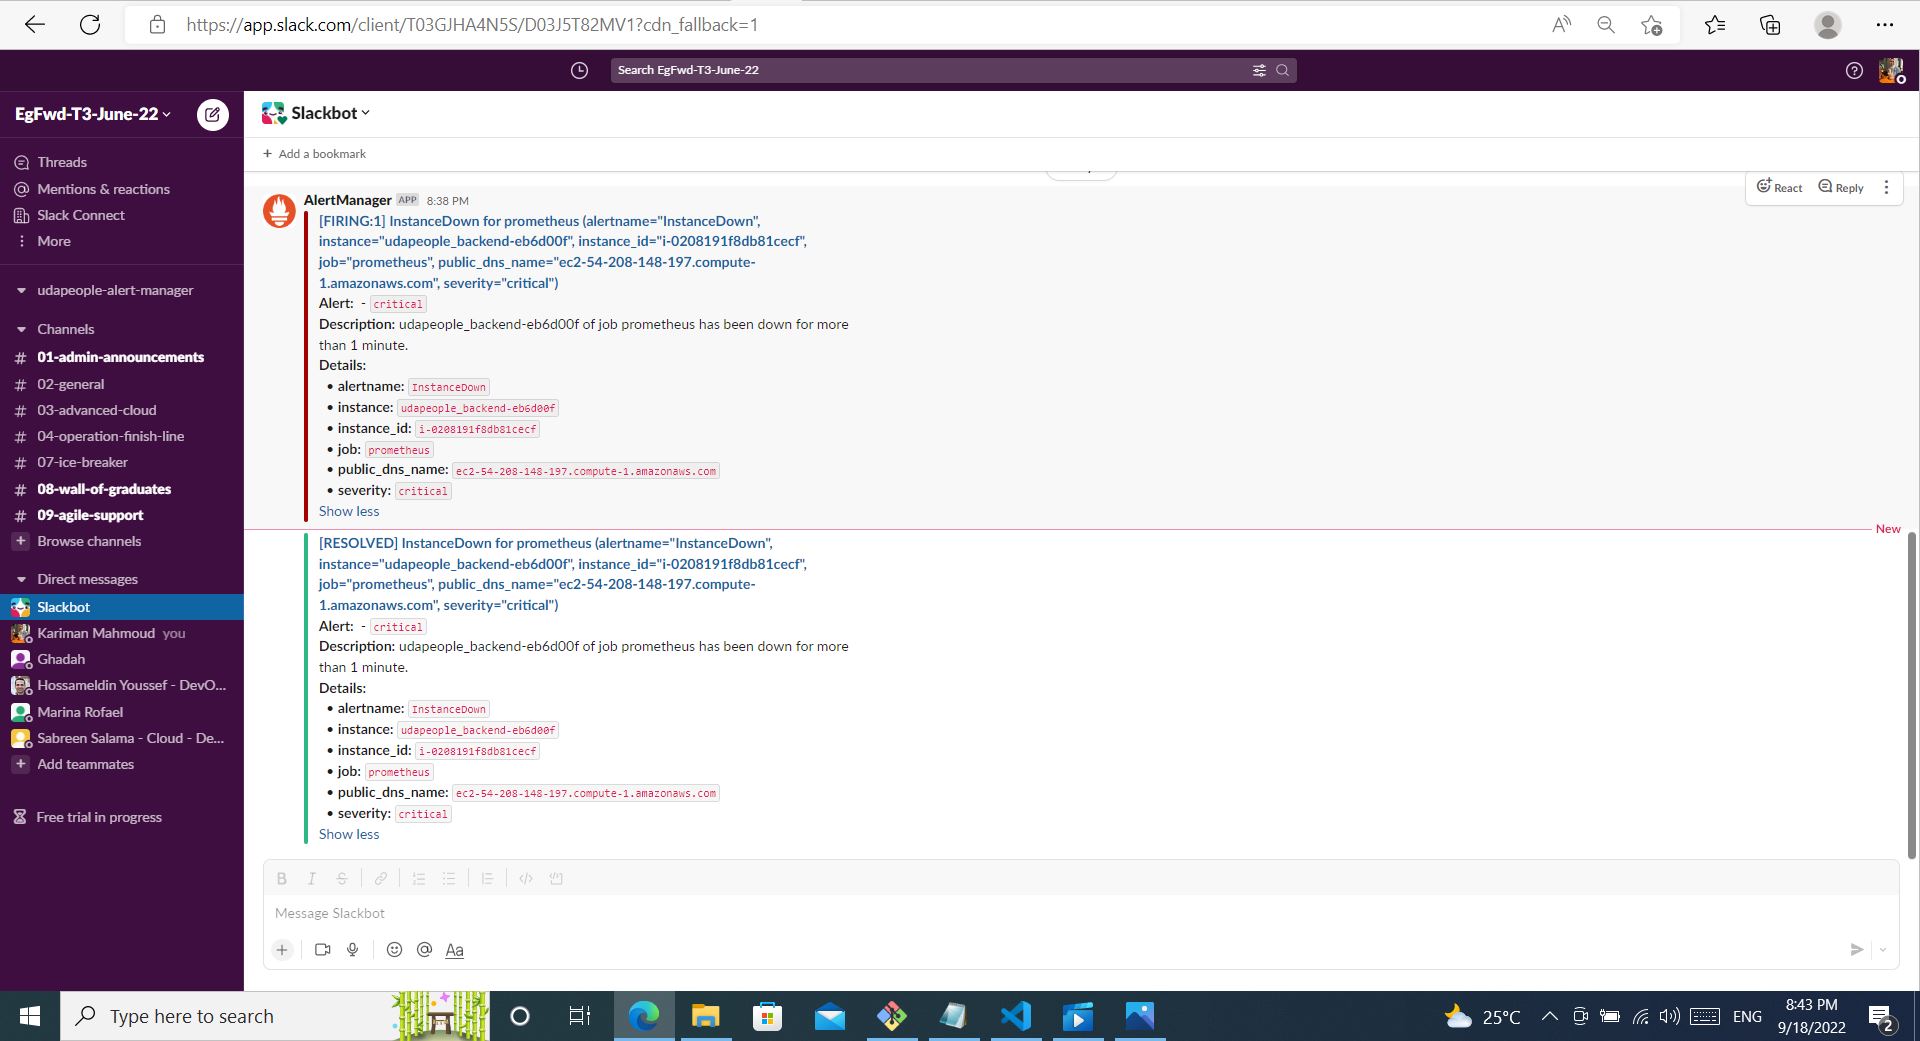 https://app.slack.com/client/T03GJHA4N5S/D03J5T82MV1?cdn_fallback=1
Search EgFwd-T3-June-22
EgFwd-T3-June-22
Threads
Mentions & reactions
Slack Connect
More
udapeople-alert-manager
Channels
# 01-admin-announcements
# 02-general
# 03-advanced-cloud
# 04-operation-finish-line
# 07-ice-breaker
# 08-wall-of-graduates
# 09-agile-support
+ Browse channels
Direct messages
Slackbot
Kariman Mahmoud you
Ghadah
Hossameldin Youssef - DevO...
Marina Rofael
Sabreen Salama - Cloud - De...
+ Add teammates
Free trial in progress
Slackbot
+ Add a bookmark
React Reply
AlertManager APP 8:38 PM
[FIRING:1] InstanceDown for prometheus (alertname="InstanceDown",
instance="udapeople_backend-eb6d00f", instance_id="i-0208191f8db81cecf",
job="prometheus", public_dns_name="ec2-54-208-148-197.compute-
1.amazonaws.com", severity="critical")
Alert: - critical
Description: udapeople_backend-eb6d00f of job prometheus has been down for more
than 1 minute.
Details:
• alertname: InstanceDown
• instance: udapeople_backend-eb6d00f
• instance_id: i-0208191f8db81cecf
• job: prometheus
• public_dns_name: ec2-54-208-148-197.compute-1.amazonaws.com
• severity: critical
Show less
New
[RESOLVED] InstanceDown for prometheus (alertname="InstanceDown",
instance="udapeople_backend-eb6d00f", instance_id="i-0208191f8db81cecf",
job="prometheus", public_dns_name="ec2-54-208-148-197.compute-
1.amazonaws.com", severity="critical")
Alert: - critical
Description: udapeople_backend-eb6d00f of job prometheus has been down for more
than 1 minute.
Details:
• alertname: InstanceDown
• instance: udapeople_backend-eb6d00f
• instance_id: i-0208191f8db81cecf
• job: prometheus
• public_dns_name: ec2-54-208-148-197.compute-1.amazonaws.com
• severity: critical
Show less
B I S
Message Slackbot
+ @ Aa
Type here to search
25°C
ENG
8:43 PM
9/18/2022
2